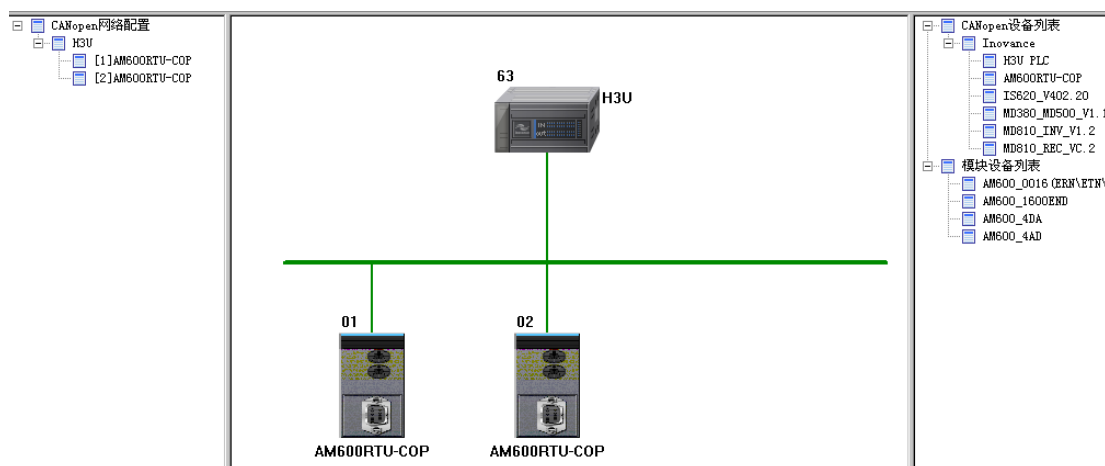 CANopen网络配置
H3U
[1]AM600RTU-COP
[2]AM600RTU-COP
63
H3U
01
02
AM600RTU-COP
AM600RTU-COP
CANopen设备列表
Inovance
H3U PLC
AM600RTU-COP
IS620_V402.20
MD380_MD500_V1.1
MD810_INV_V1.2
MD810_REC_VC.2
模块设备列表
AM600_0016(ERN\ETN\
AM600_1600END
AM600_4DA
AM600_4AD